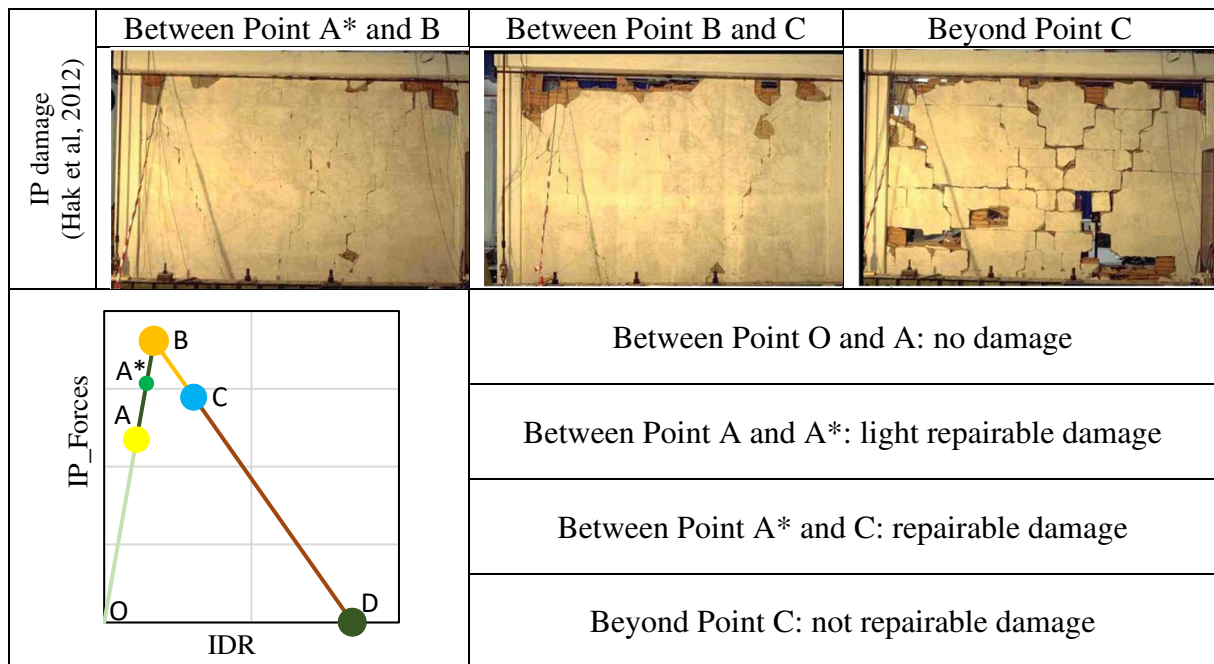 Between Point A* and B
Between Point B and C
Beyond Point C
IP damage
(Hak et al, 2012)
B
A*
C
A
IP_Forces
D
O
IDR
Between Point O and A: no damage
Between Point A and A*: light repairable damage
Between Point A* and C: repairable damage
Beyond Point C: not repairable damage